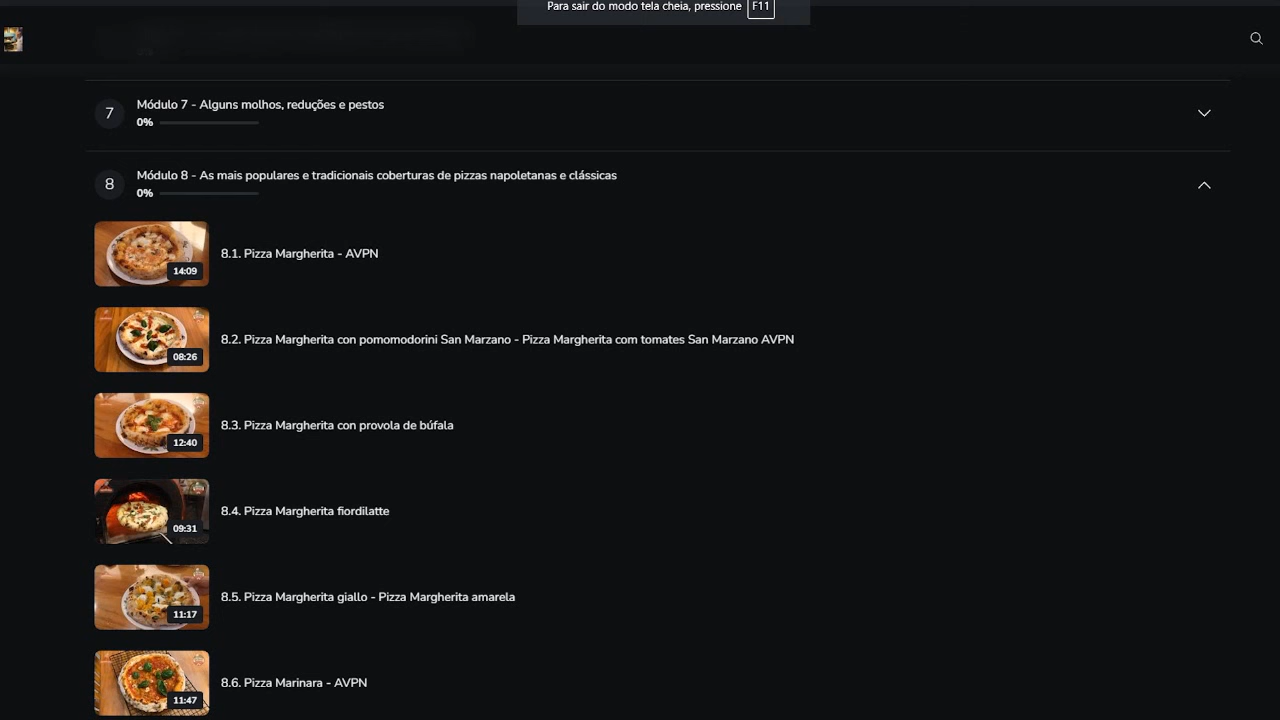 Para sair do modo tela cheia, pressione F11
7
Módulo 7 - Alguns molhos, reduções e pestos
0%
8
Módulo 8 - As mais populares e tradicionais coberturas de pizzas napoletanas e clássicas
0%
14:09
8.1. Pizza Margherita - AVPN
08:26
8.2. Pizza Margherita con pomomodorini San Marzano - Pizza Margherita com tomates San Marzano AVPN
12:40
8.3. Pizza Margherita con provola de búfala
09:31
8.4. Pizza Margherita fiordilatte
11:17
8.5. Pizza Margherita giallo - Pizza Margherita amarela
11:47
8.6. Pizza Marinara - AVPN